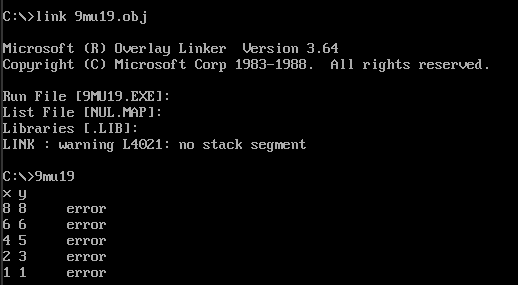 C:\>link 9mu19.obj
Microsoft (R) Overlay Linker  Version 3.64
Copyright (C) Microsoft Corp 1983-1988.  All rights reserved.
Run File [9MU19.EXE]:
List File [NUL.MAP]:
Libraries [.LIB]:
LINK : warning L4021: no stack segment
C:\>9mu19
x y
8 8     error
6 6     error
4 5     error
2 3     error
1 1     error